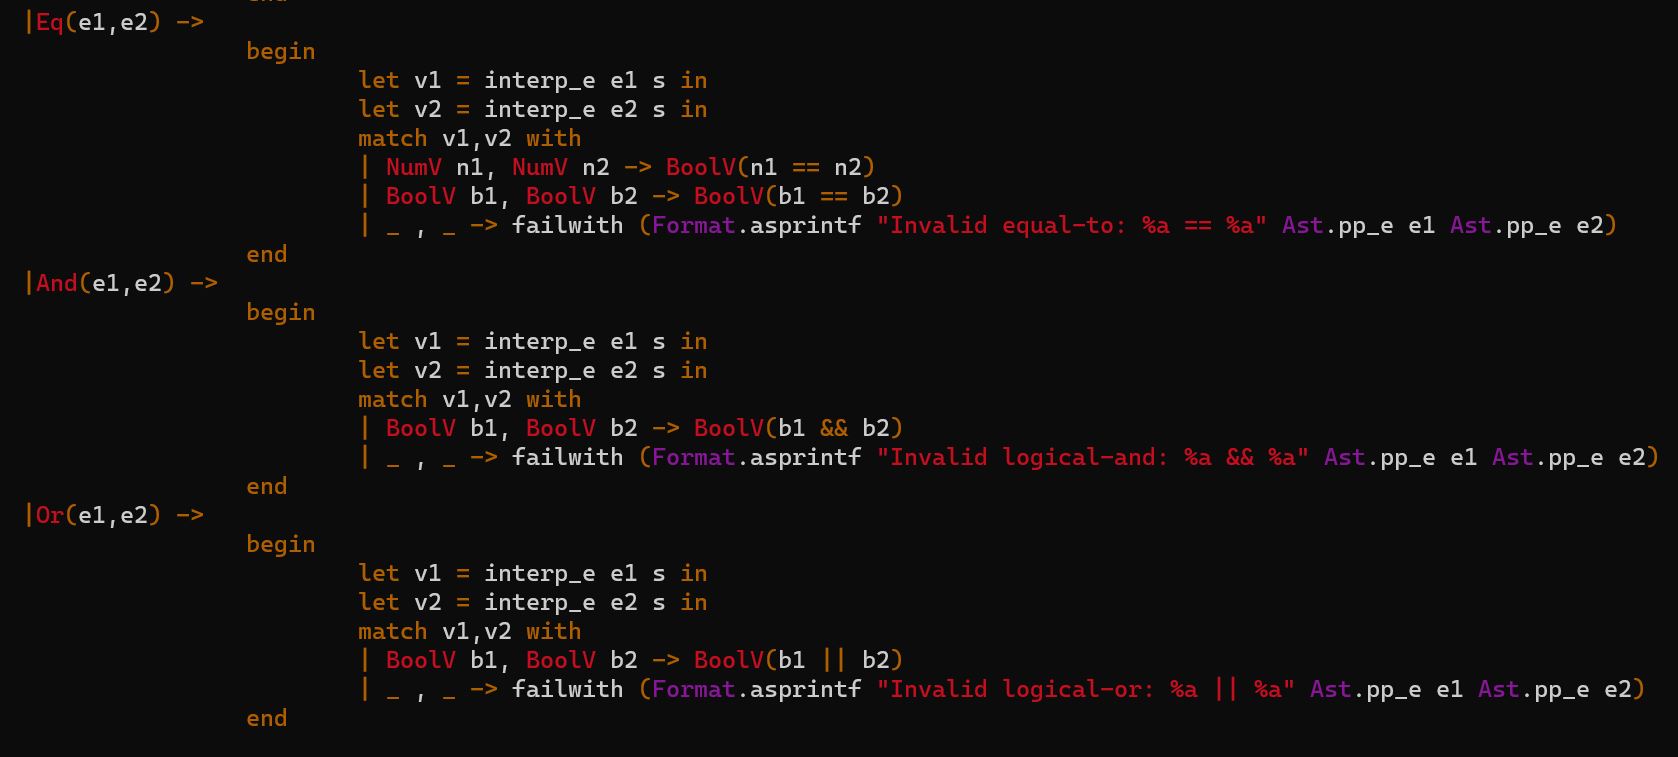 end
|Eq(e1,e2) ->
begin
let v1 = interp_e e1 s in
let v2 = interp_e e2 s in
match v1,v2 with
| NumV n1, NumV n2 -> BoolV(n1 == n2)
| BoolV b1, BoolV b2 -> BoolV(b1 == b2)
| _ , _ -> failwith (Format.asprintf "Invalid equal-to: %a == %a" Ast.pp_e e1 Ast.pp_e e2)
end
|And(e1,e2) ->
begin
let v1 = interp_e e1 s in
let v2 = interp_e e2 s in
match v1,v2 with
| BoolV b1, BoolV b2 -> BoolV(b1 && b2)
| _ , _ -> failwith (Format.asprintf "Invalid logical-and: %a && %a" Ast.pp_e e1 Ast.pp_e e2)
end
|Or(e1,e2) ->
begin
let v1 = interp_e e1 s in
let v2 = interp_e e2 s in
match v1,v2 with
| BoolV b1, BoolV b2 -> BoolV(b1 || b2)
| _ , _ -> failwith (Format.asprintf "Invalid logical-or: %a || %a" Ast.pp_e e1 Ast.pp_e e2)
end